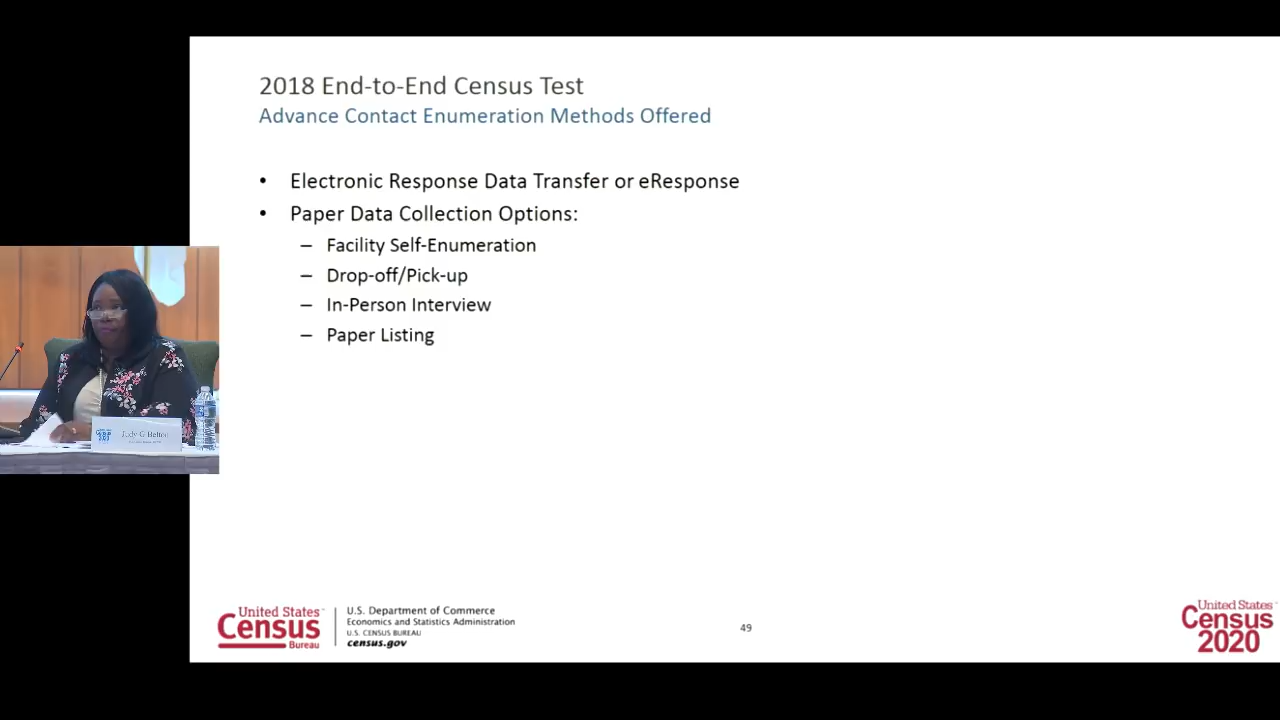 2018 End-to-End Census Test
Advance Contact Enumeration Methods Offered
• Electronic Response Data Transfer or eResponse
• Paper Data Collection Options:
– Facility Self-Enumeration
– Drop-off/Pick-up
– In-Person Interview
– Paper Listing
Judy G Belton
United States
Census
Bureau
U.S. Department of Commerce
Economics and Statistics Administration
U.S. CENSUS BUREAU
census.gov
49
United States
Census
2020